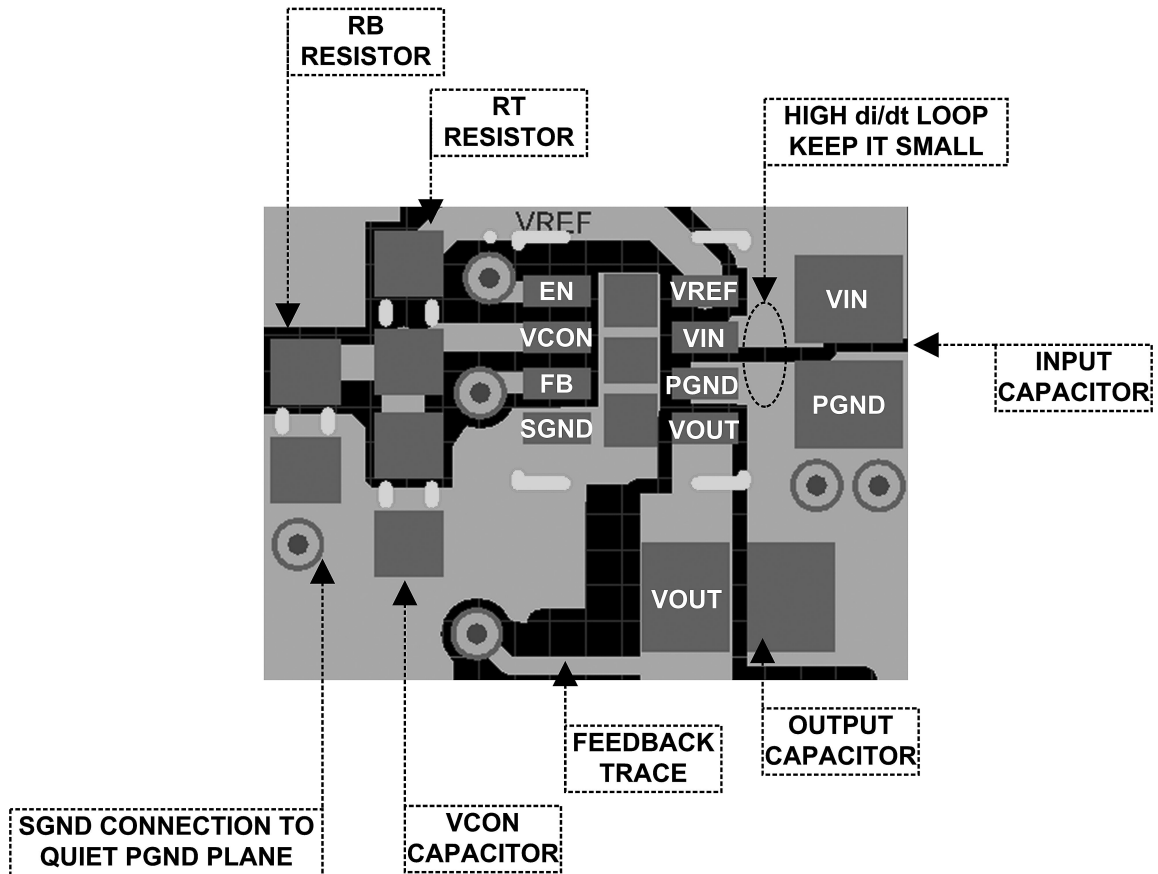 RB
RESISTOR
RT
RESISTOR
HIGH di/dt LOOP
KEEP IT SMALL
VREF
EN
VREF
VIN
VCON
VIN
FB
PGND
PGND
SGND
VOUT
INPUT
CAPACITOR
VOUT
OUTPUT
CAPACITOR
FEEDBACK
TRACE
VCON
CAPACITOR
SGND CONNECTION TO
QUIET PGND PLANE